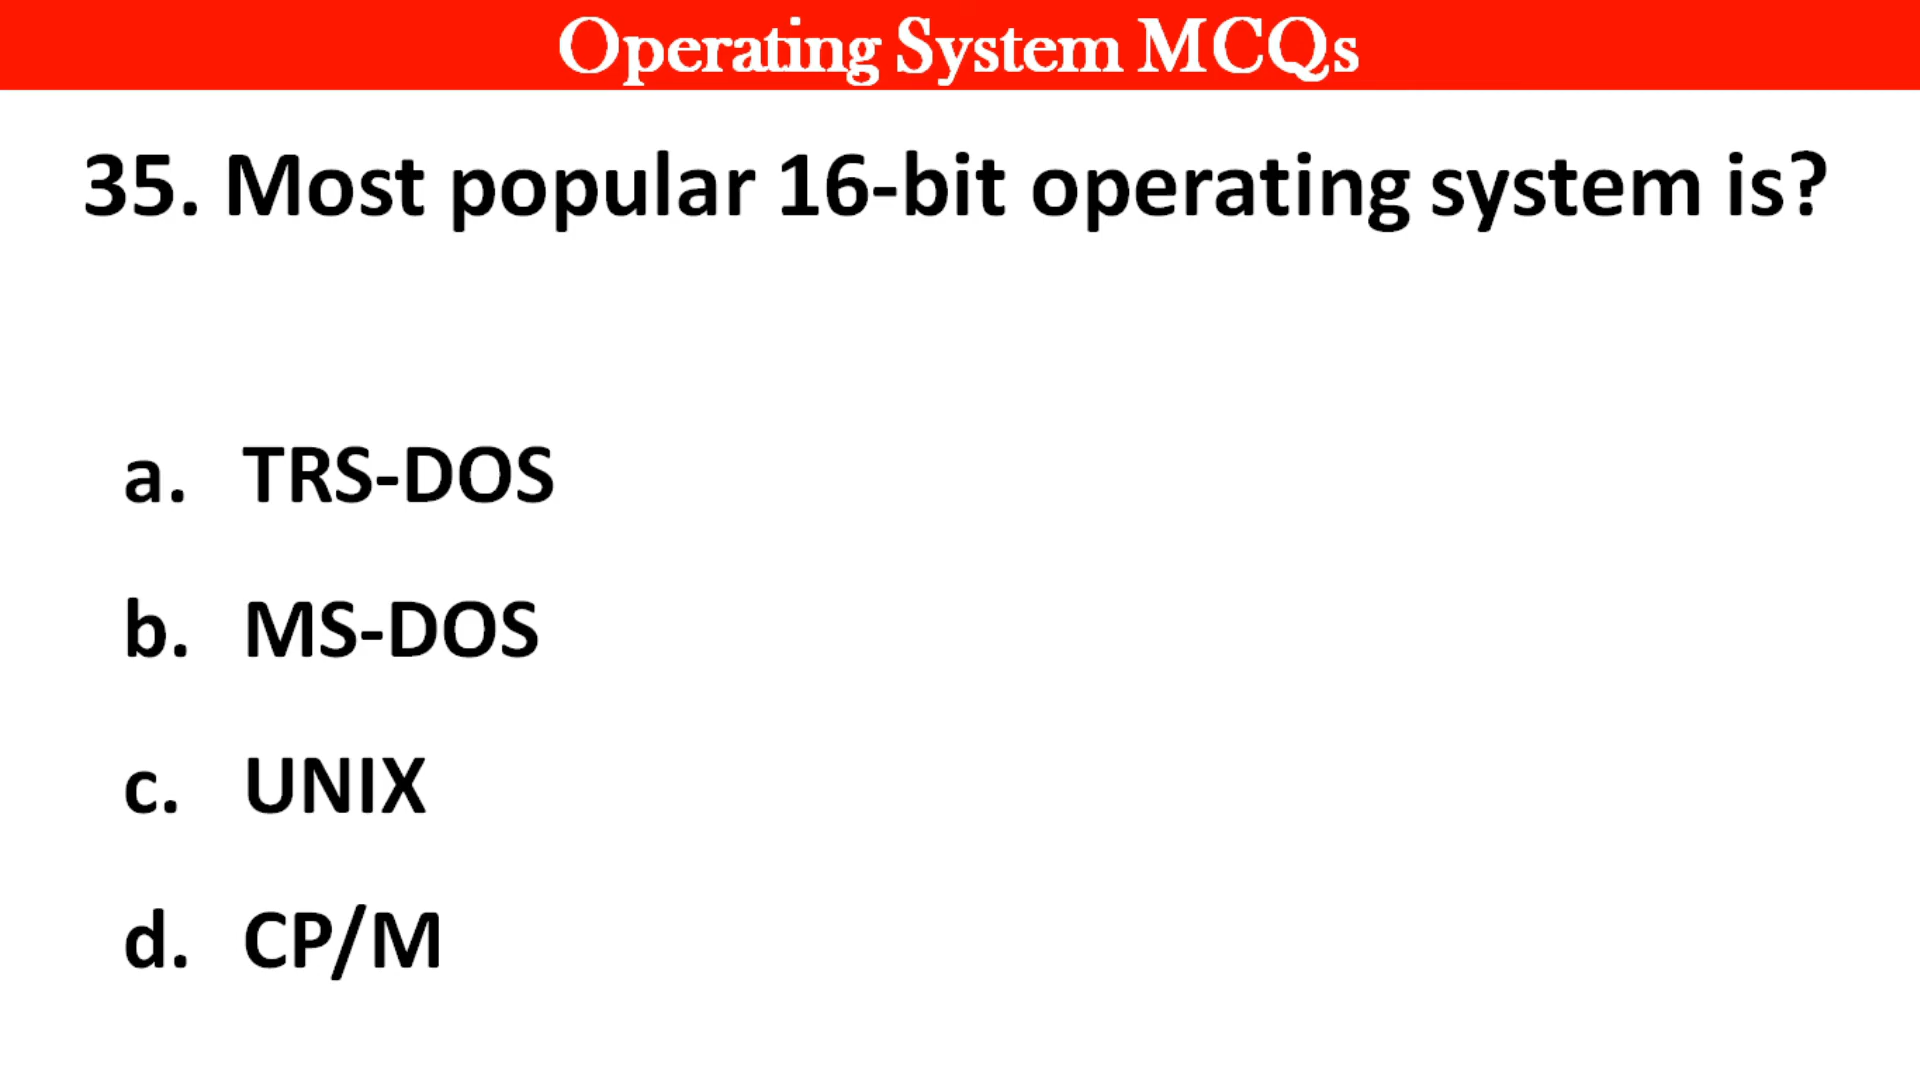 Operating System MCQs
35. Most popular 16-bit operating system is?
a. TRS-DOS
b. MS-DOS
c. UNIX
d. CP/M